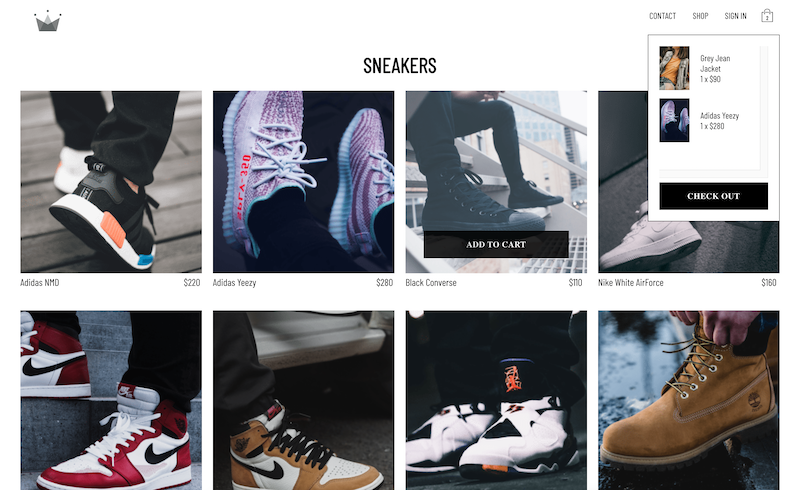 CONTACT
SHOP
SIGN IN
2
Grey Jean
Jacket
1 x $90
Adidas Yeezy
1 x $280
CHECK OUT
SNEAKERS
ADD TO CART
Adidas NMD
$220
Adidas Yeezy
$280
Black Converse
$110
Nike White AirForce
$160